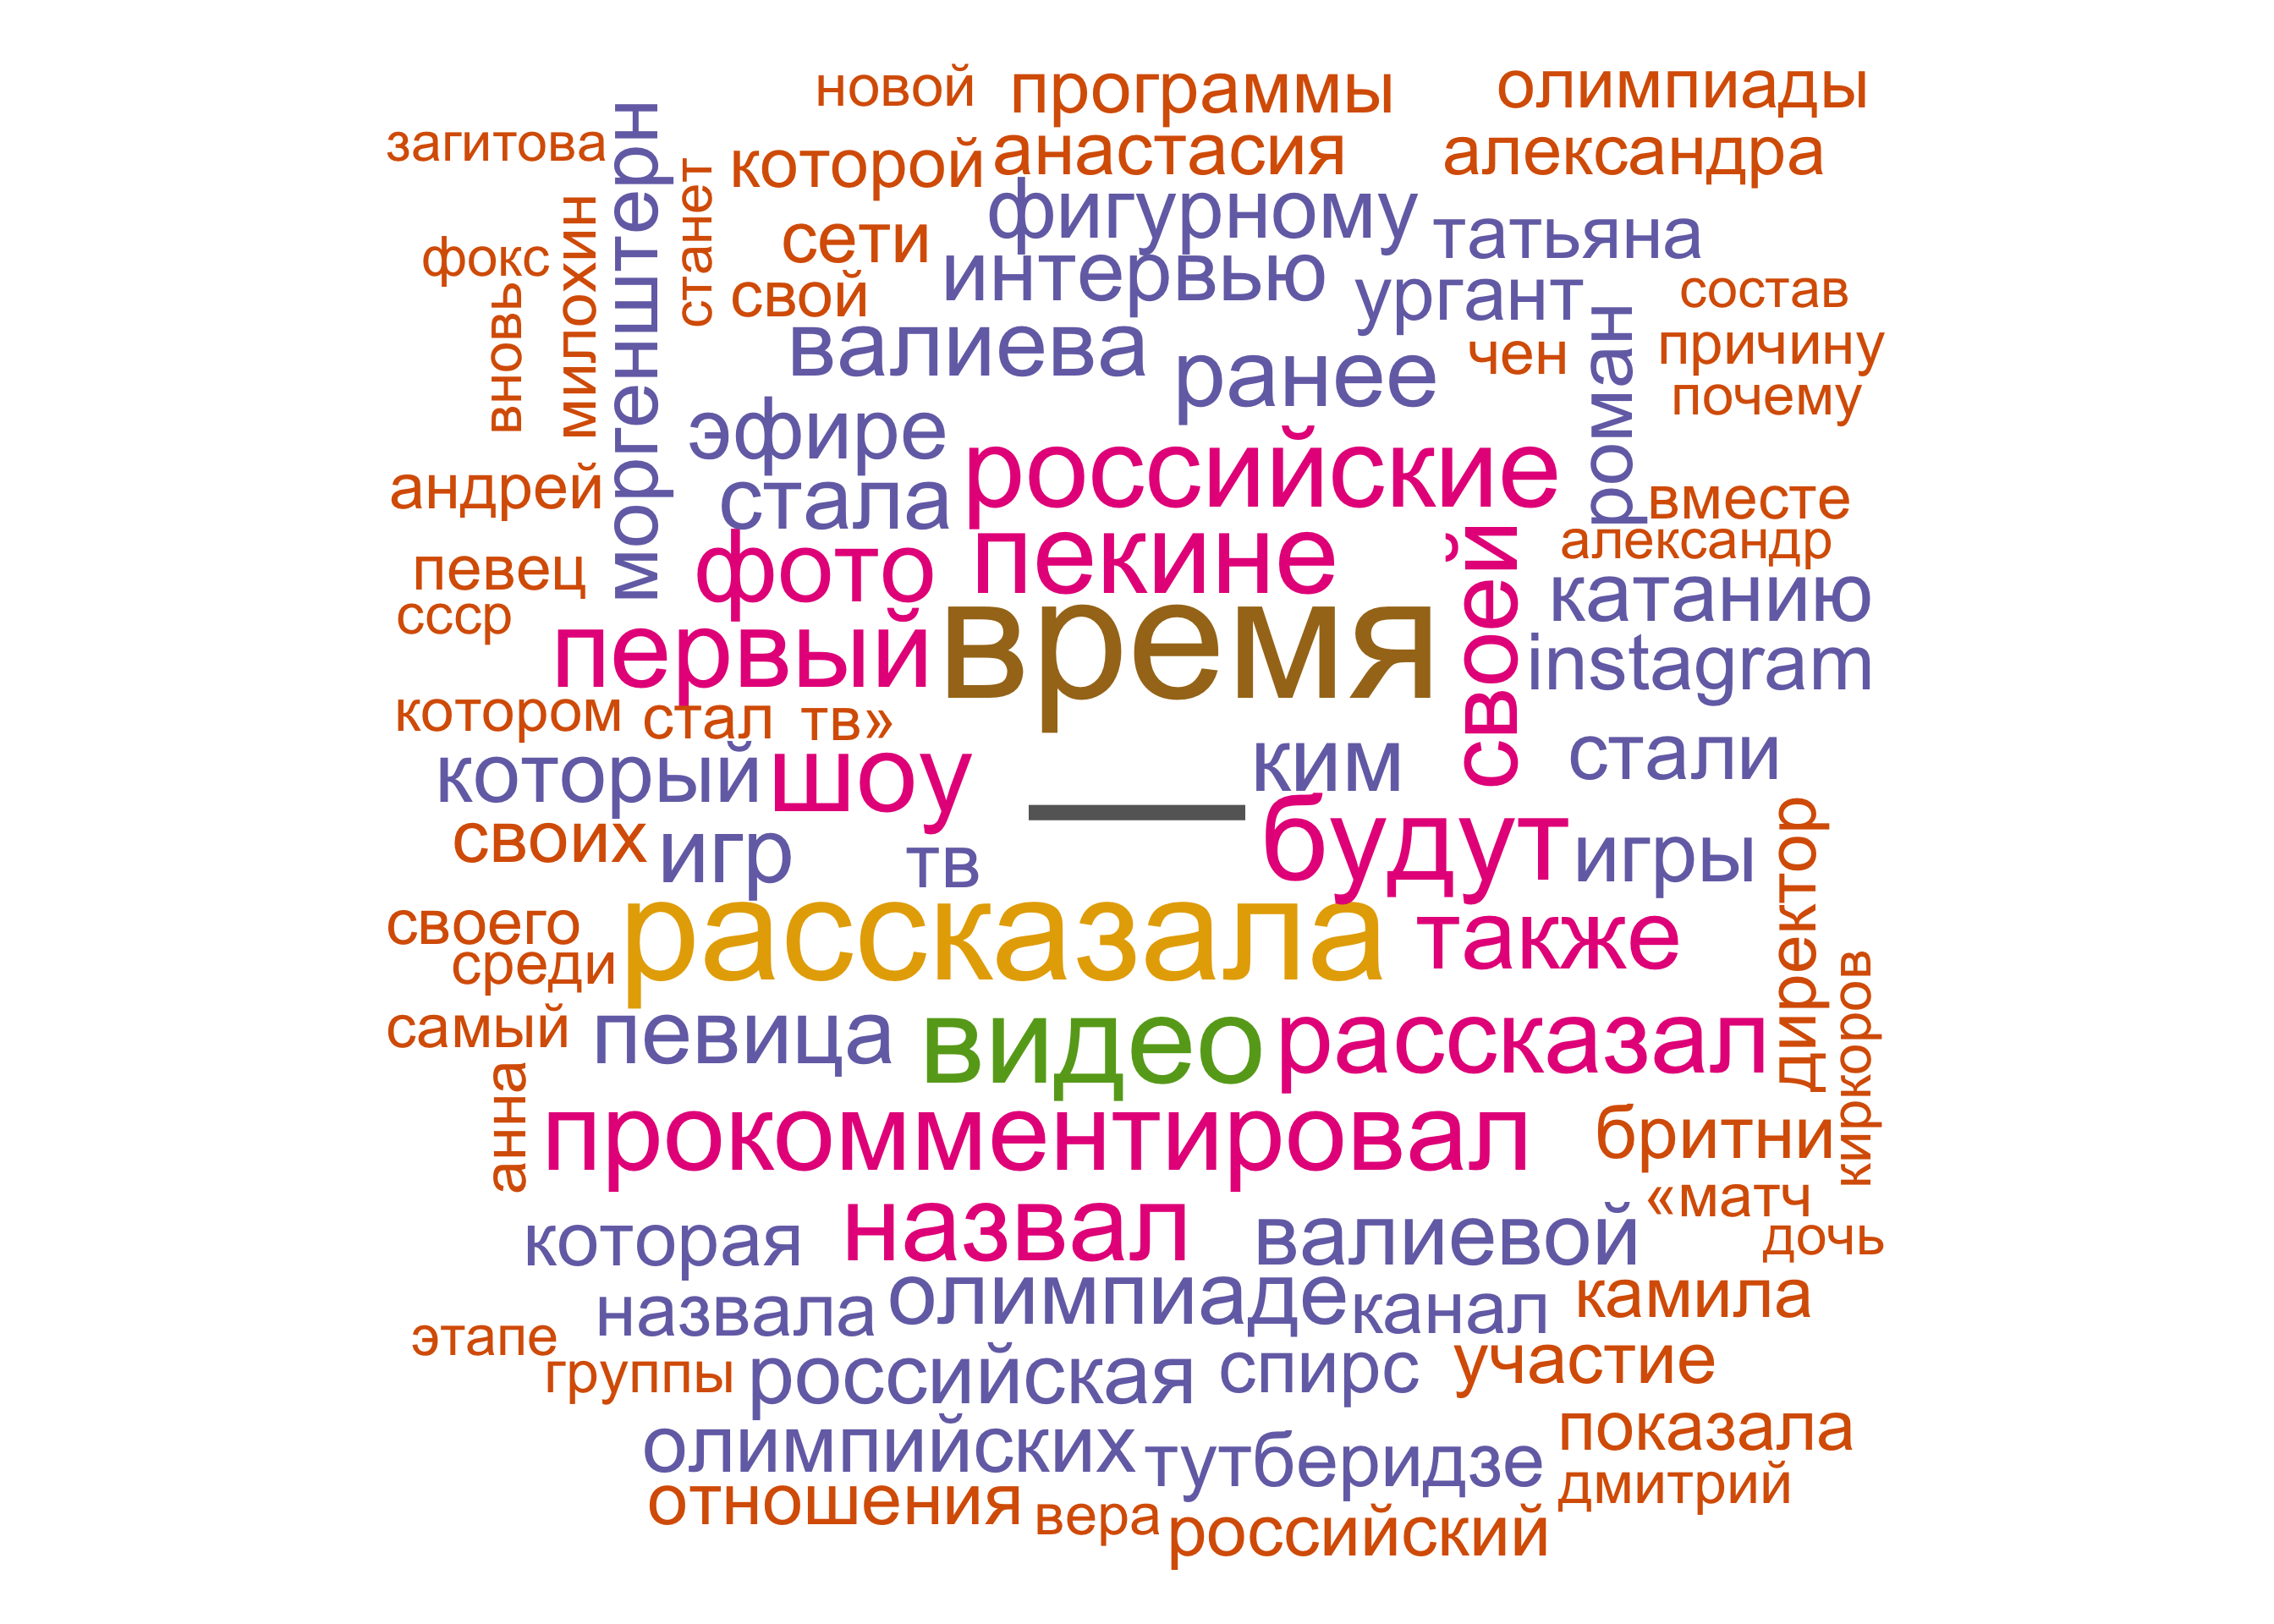 новой программы олимпиады
загитова которой анастасия александра
моргенштерн
станет
милохин
фокс сети фигурному татьяна
вновь
свой интервью ургант состав
валиева ранее чен роман причину
почему
эфире российские
андрей стала вместе
александр
певец фото пекине своей катанию
ссср первый время instagram
котором стал тв»
который шоу — ким стали
своих игр тв будут игры
директор
своего рассказала также
среди
киркоров
самый певица видео рассказал
анна
прокомментировал британи
«матч
которая назвал валиевой дочь
назвала олимпиаде канал камила
этапе
группы российская спирс участие
олимпийских тутберидзе показала
отношения вера российский дмитрий